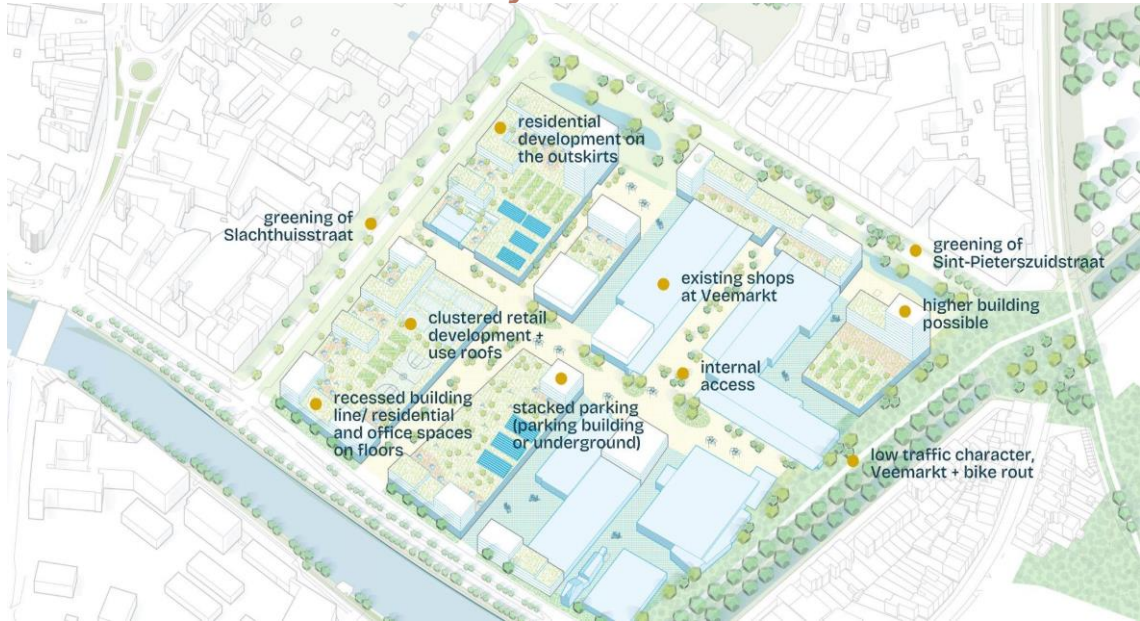 residential
development on
the outskirts
greening of
Slachthuisstraat
greening of
Sint-Pieterszuidstraat
existing shops
at Veemarkt
higher building
possible
clustered retail
development +
use roofs
internal
access
recessed building
line/ residential
and office spaces
on floors
stacked parking
(parking building
or underground)
low traffic character,
Veemarkt + bike rout